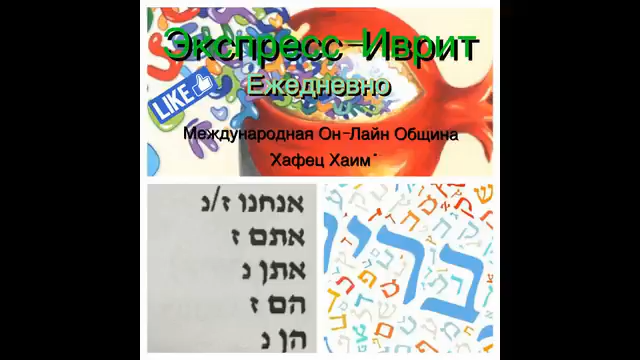 Экспресс-Иврит
Ежедневно
LIKE
Международная Он-Лайн Община
Хафец Хаим
אנחנו ז/נ
אתם ז
אתן נ
הם ז
הן נ